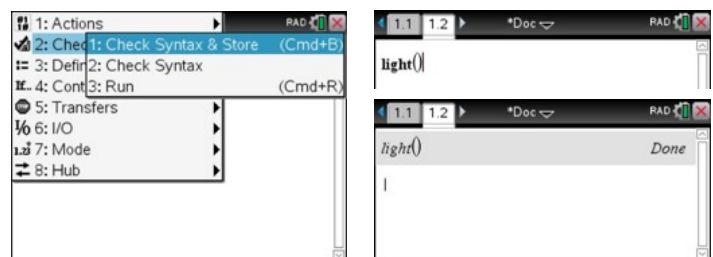 1: Actions
RAD
2: Chec
1: Check Syntax & Store (Cmd+B)
3: Defin
2: Check Syntax
4: Cont
3: Run (Cmd+R)
5: Transfers
6: I/O
7: Mode
8: Hub
1.1 1.2 *Doc RAD
light()
1.1 1.2 *Doc RAD
light() Done